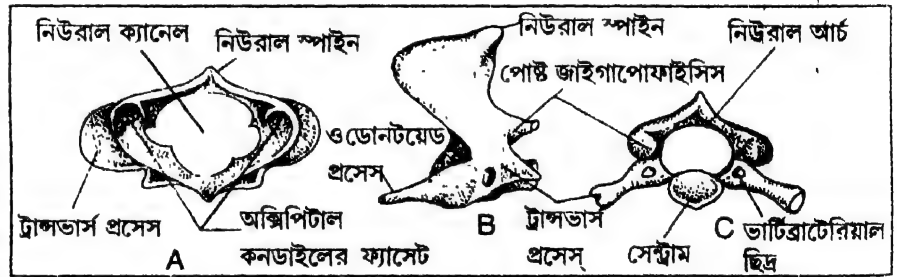 নিউরাল ক্যানেল
নিউরাল স্পাইন
নিউরাল স্পাইন
নিউরাল আর্চ
পোষ্ট জাইগাপোফাইসিস
ওডোনটয়েড
প্রসেস
ট্রান্সভার্স প্রসেস
A
অক্সিপিটাল
কনডাইলের ফ্যাসেট
B
ট্রান্সভার্স
প্রসেস্
সেন্ট্রাম
C
ভার্টিব্রাটেরিয়াল
ছিদ্র